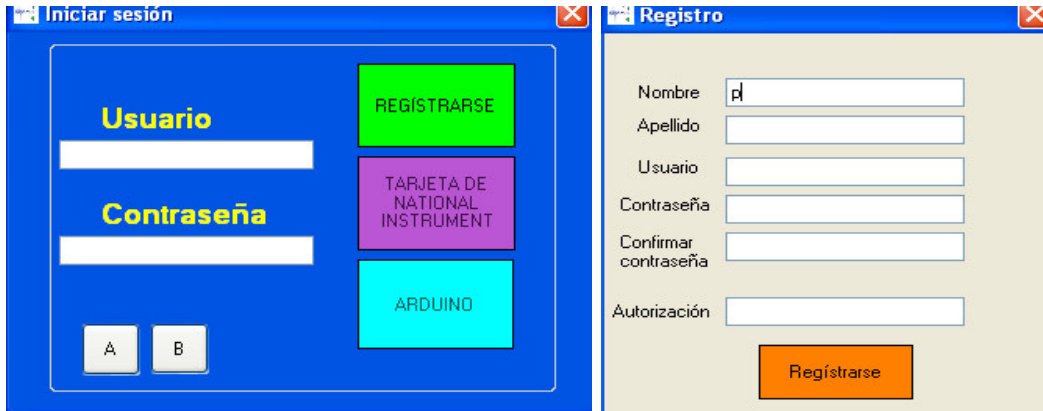 Iniciar sesión
Usuario
Contraseña
REGÍSTRARSE
TARJETA DE
NATIONAL
INSTRUMENT
ARDUINO
A
B
Registro
Nombre
p
Apellido
Usuario
Contraseña
Confirmar
contraseña
Autorización
Regístrarse